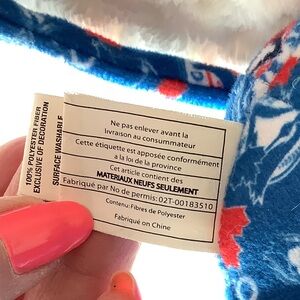 100% POLYESTER FIBER
EXCLUSIVE OF DECORATION
SURFACE WASHABLE
Ne pas enlever avant la
livraison au consommateur
Cette étiquette est apposée conformément
a la loi de la province
Cet article contient des
MATERIAUX NEUFS SEULEMENT
Fabriqué par No de permis: 02T-00183510
Contenu: Fibres de Polyester
Fabriqué en Chine